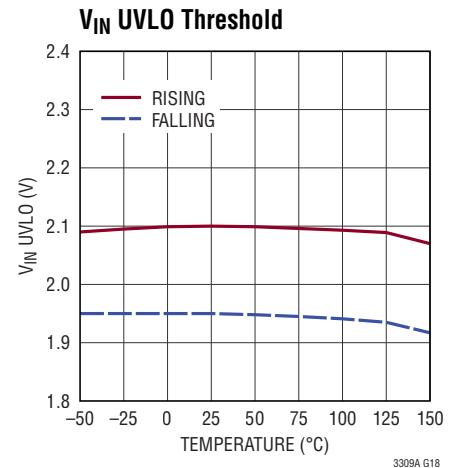 VIN UVLO Threshold
2.4
2.3
2.2
2.1
2.0
1.9
1.8
VIN UVLO (V)
RISING
FALLING
–50 –25 0 25 50 75 100 125 150
TEMPERATURE (°C)
3309A G18